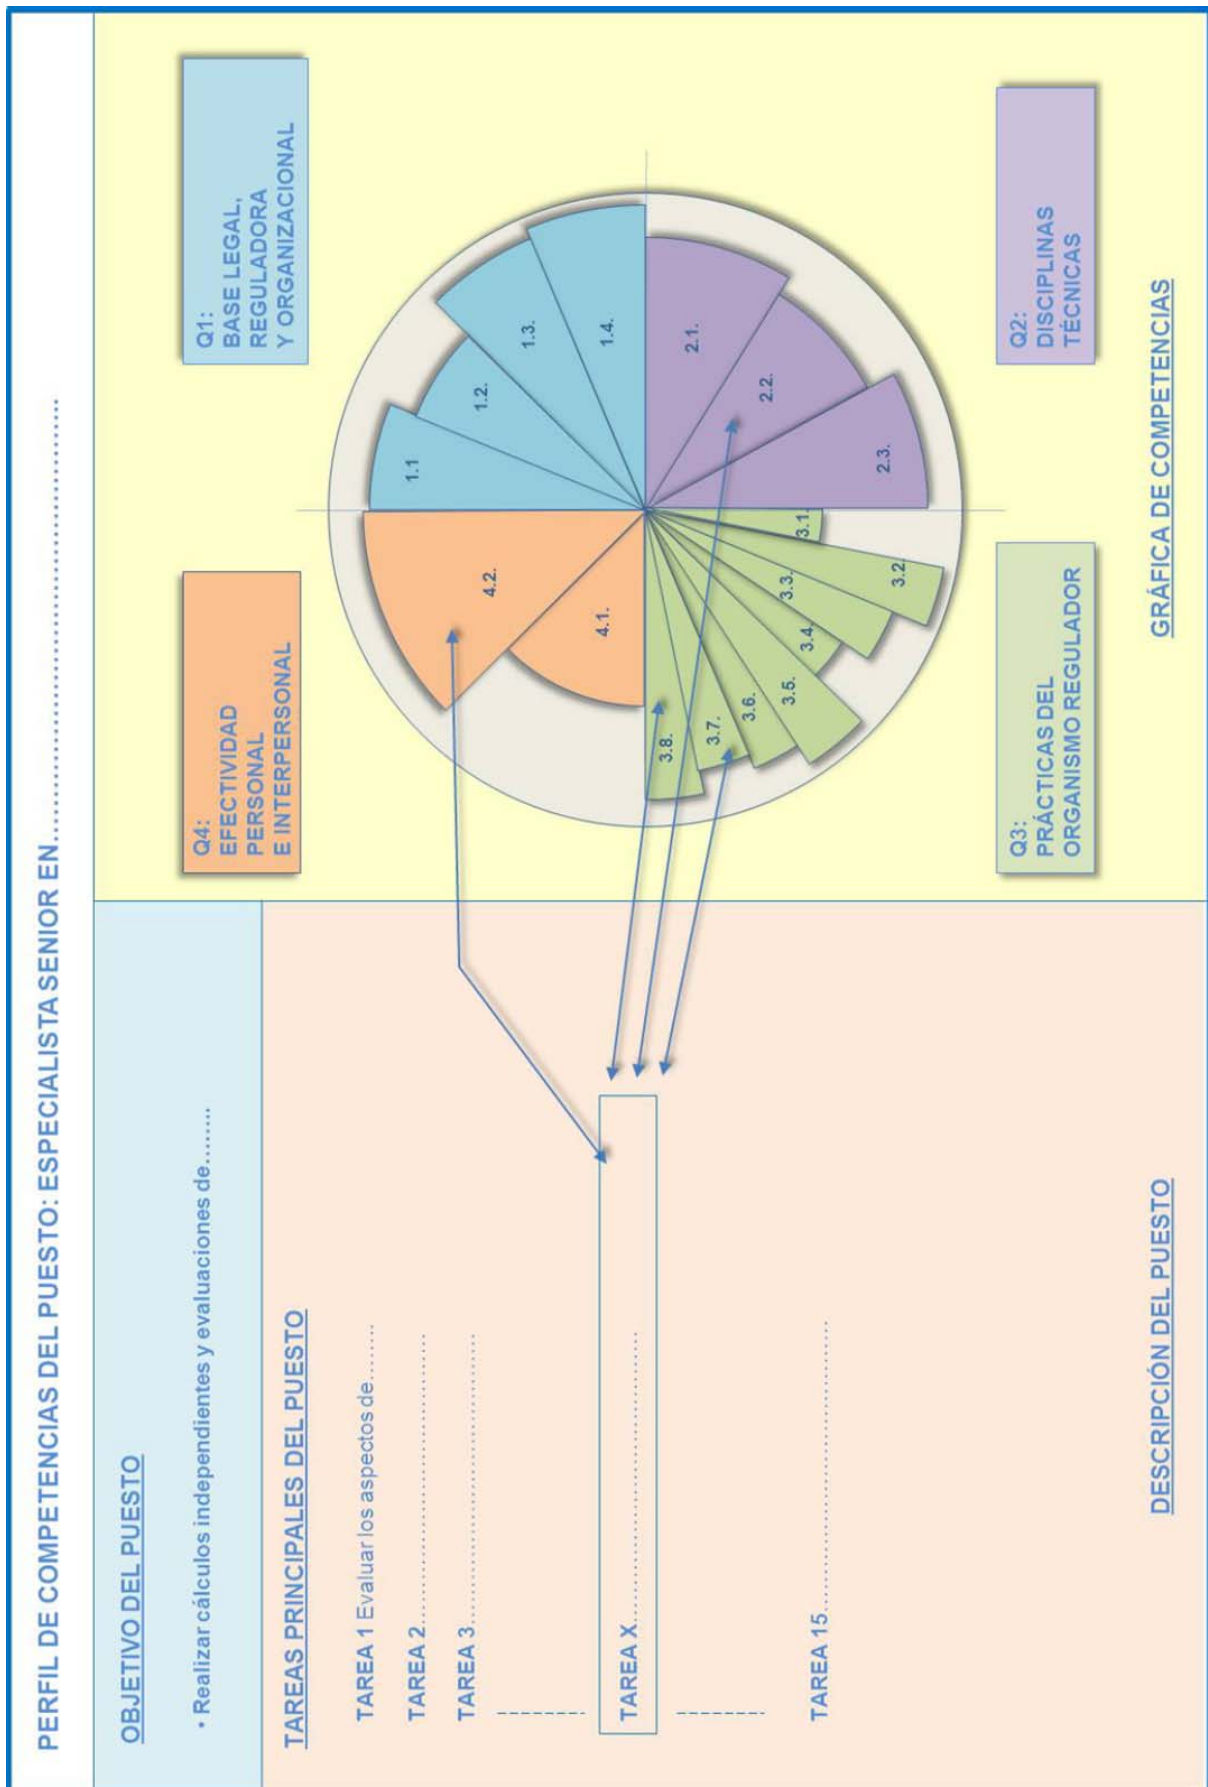 PERFIL DE COMPETENCIAS DEL PUESTO: ESPECIALISTA SENIOR EN......................................................
OBJETIVO DEL PUESTO
• Realizar cálculos independientes y evaluaciones de........
TAREAS PRINCIPALES DEL PUESTO
TAREA 1 Evaluar los aspectos de........
TAREA 2........................................
TAREA 3........................................
TAREA X........................................
TAREA 15........................................
DESCRIPCIÓN DEL PUESTO
Q4:
EFECTIVIDAD
PERSONAL
E INTERPERSONAL
Q1:
BASE LEGAL,
REGULADORA
Y ORGANIZACIONAL
1.1
1.2.
1.3.
1.4.
2.1.
2.2.
2.3.
3.1.
3.2.
3.3.
3.4.
3.5.
3.6.
3.7.
3.8.
4.1.
4.2.
Q3:
PRÁCTICAS DEL
ORGANISMO REGULADOR
Q2:
DISCIPLINAS
TÉCNICAS
GRÁFICA DE COMPETENCIAS